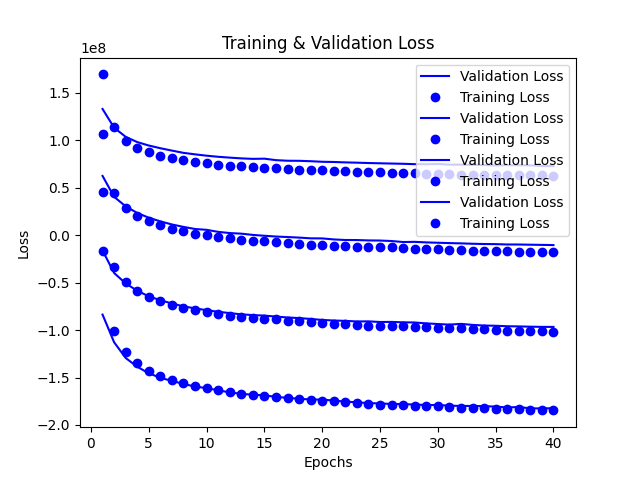 Training & Validation Loss
1e8
1.5
1.0
0.5
0.0
−0.5
−1.0
−1.5
−2.0
Loss
Validation Loss
Training Loss
Validation Loss
Training Loss
Validation Loss
Training Loss
Validation Loss
Training Loss
0 5 10 15 20 25 30 35 40
Epochs